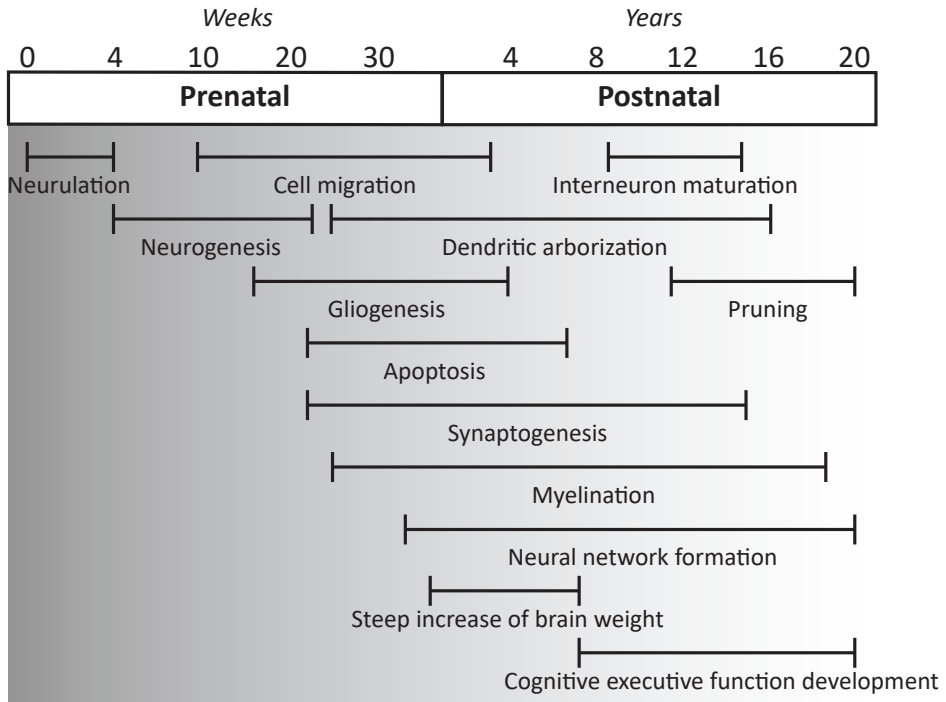 Weeks Years
0 4 10 20 30 4 8 12 16 20
Prenatal Postnatal
Neurulation Cell migration Interneuron maturation
Neurogenesis Dendritic arborization
Gliogenesis Pruning
Apoptosis
Synaptogenesis
Myelination
Neural network formation
Steep increase of brain weight
Cognitive executive function development